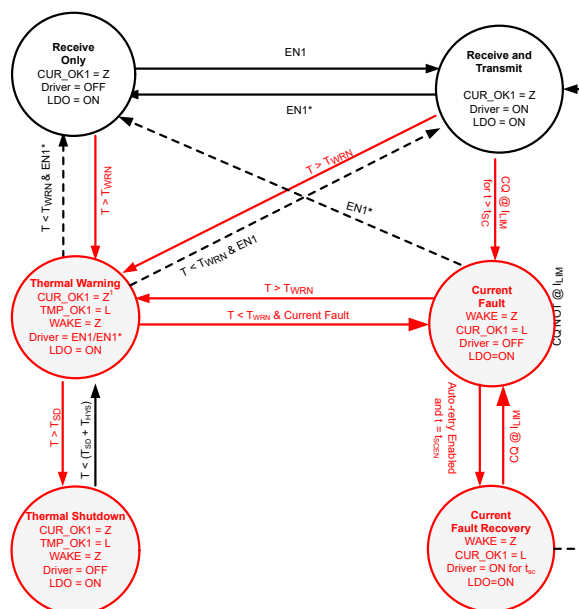 Receive
Only
CUR_OK1 = Z
Driver = OFF
LDO = ON
EN1
EN1*
Receive and
Transmit
CUR_OK1 = Z
Driver = ON
LDO = ON
T < TWRN & EN1*
T > TWRN
T > TWRN
T < TWRN & EN1
EN1*
CQ @ ILIM
for t > tSC
Thermal Warning
CUR_OK1 = Z1
TMP_OK1 = L
WAKE = Z
Driver = EN1/EN1*
LDO = ON
T > TWRN
T < TWRN & Current Fault
Current
Fault
WAKE = Z
CUR_OK1 = L
Driver = OFF
LDO=ON
CQ NOT @ ILIM
T > TSD
T < (TSD + THYS)
Auto-retry Enabled
and t = tSCEN
CQ @ ILIM
Thermal Shutdown
CUR_OK1 = Z
TMP_OK1 = L
WAKE = Z
Driver = OFF
LDO = ON
Current
Fault Recovery
WAKE = Z
CUR_OK1 = L
Driver = ON for tsc
LDO=ON